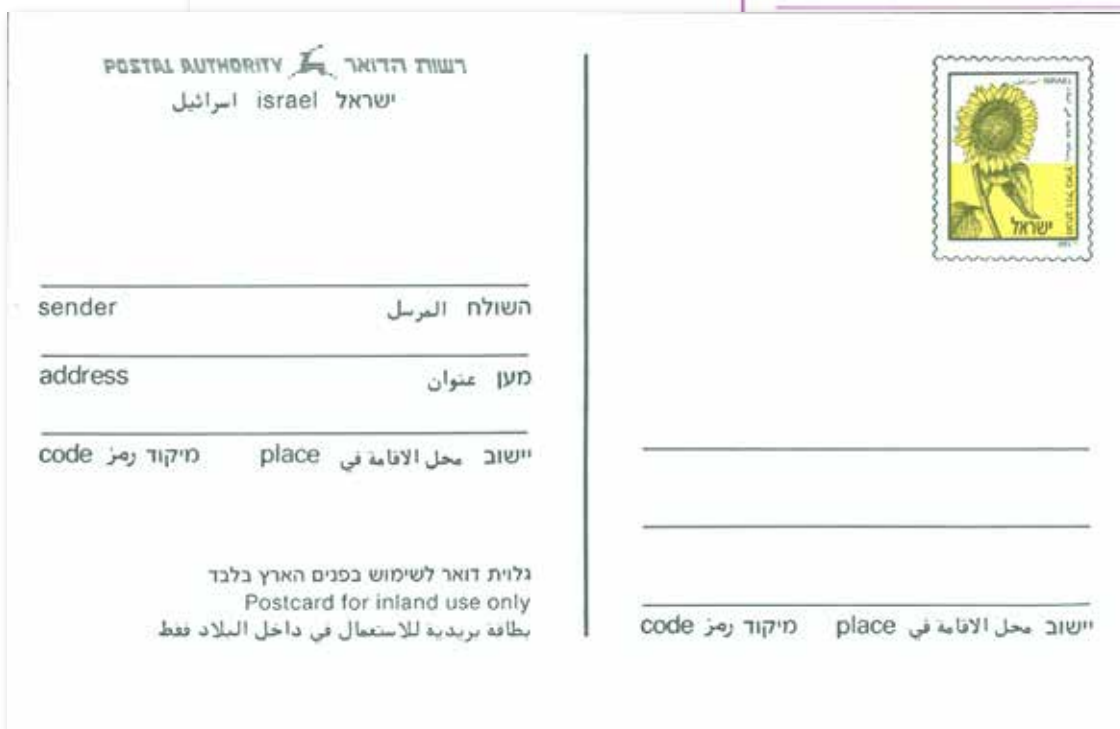 POSTAL AUTHORITY רשות הדואר
ישראל israel اسرائيل
sender השולח المرسل
address מען عنوان
יישוב محل الاقامة في place מיקוד رمز code
גלוית דואר לשימוש בפנים הארץ בלבד
Postcard for inland use only
بطاقة بريدية للاستعمال في داخل البلاد فقط
ISRAEL اسرائيل
ישראל
יישוב محل الاقامة في place מיקוד رمز code